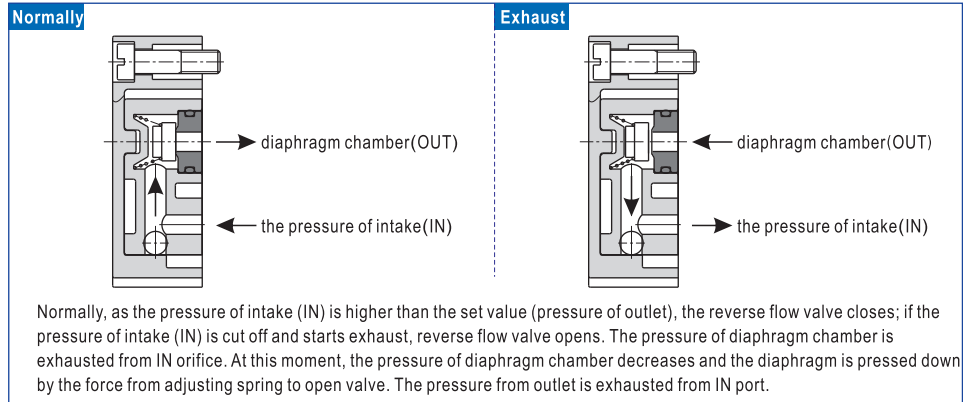 Normally
Exhaust
diaphragm chamber(OUT)
diaphragm chamber(OUT)
the pressure of intake(IN)
the pressure of intake(IN)
Normally, as the pressure of intake (IN) is higher than the set value (pressure of outlet), the reverse flow valve closes; if the
pressure of intake (IN) is cut off and starts exhaust, reverse flow valve opens. The pressure of diaphragm chamber is
exhausted from IN orifice. At this moment, the pressure of diaphragm chamber decreases and the diaphragm is pressed down
by the force from adjusting spring to open valve. The pressure from outlet is exhausted from IN port.